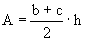 A = (b + c)/2 · h